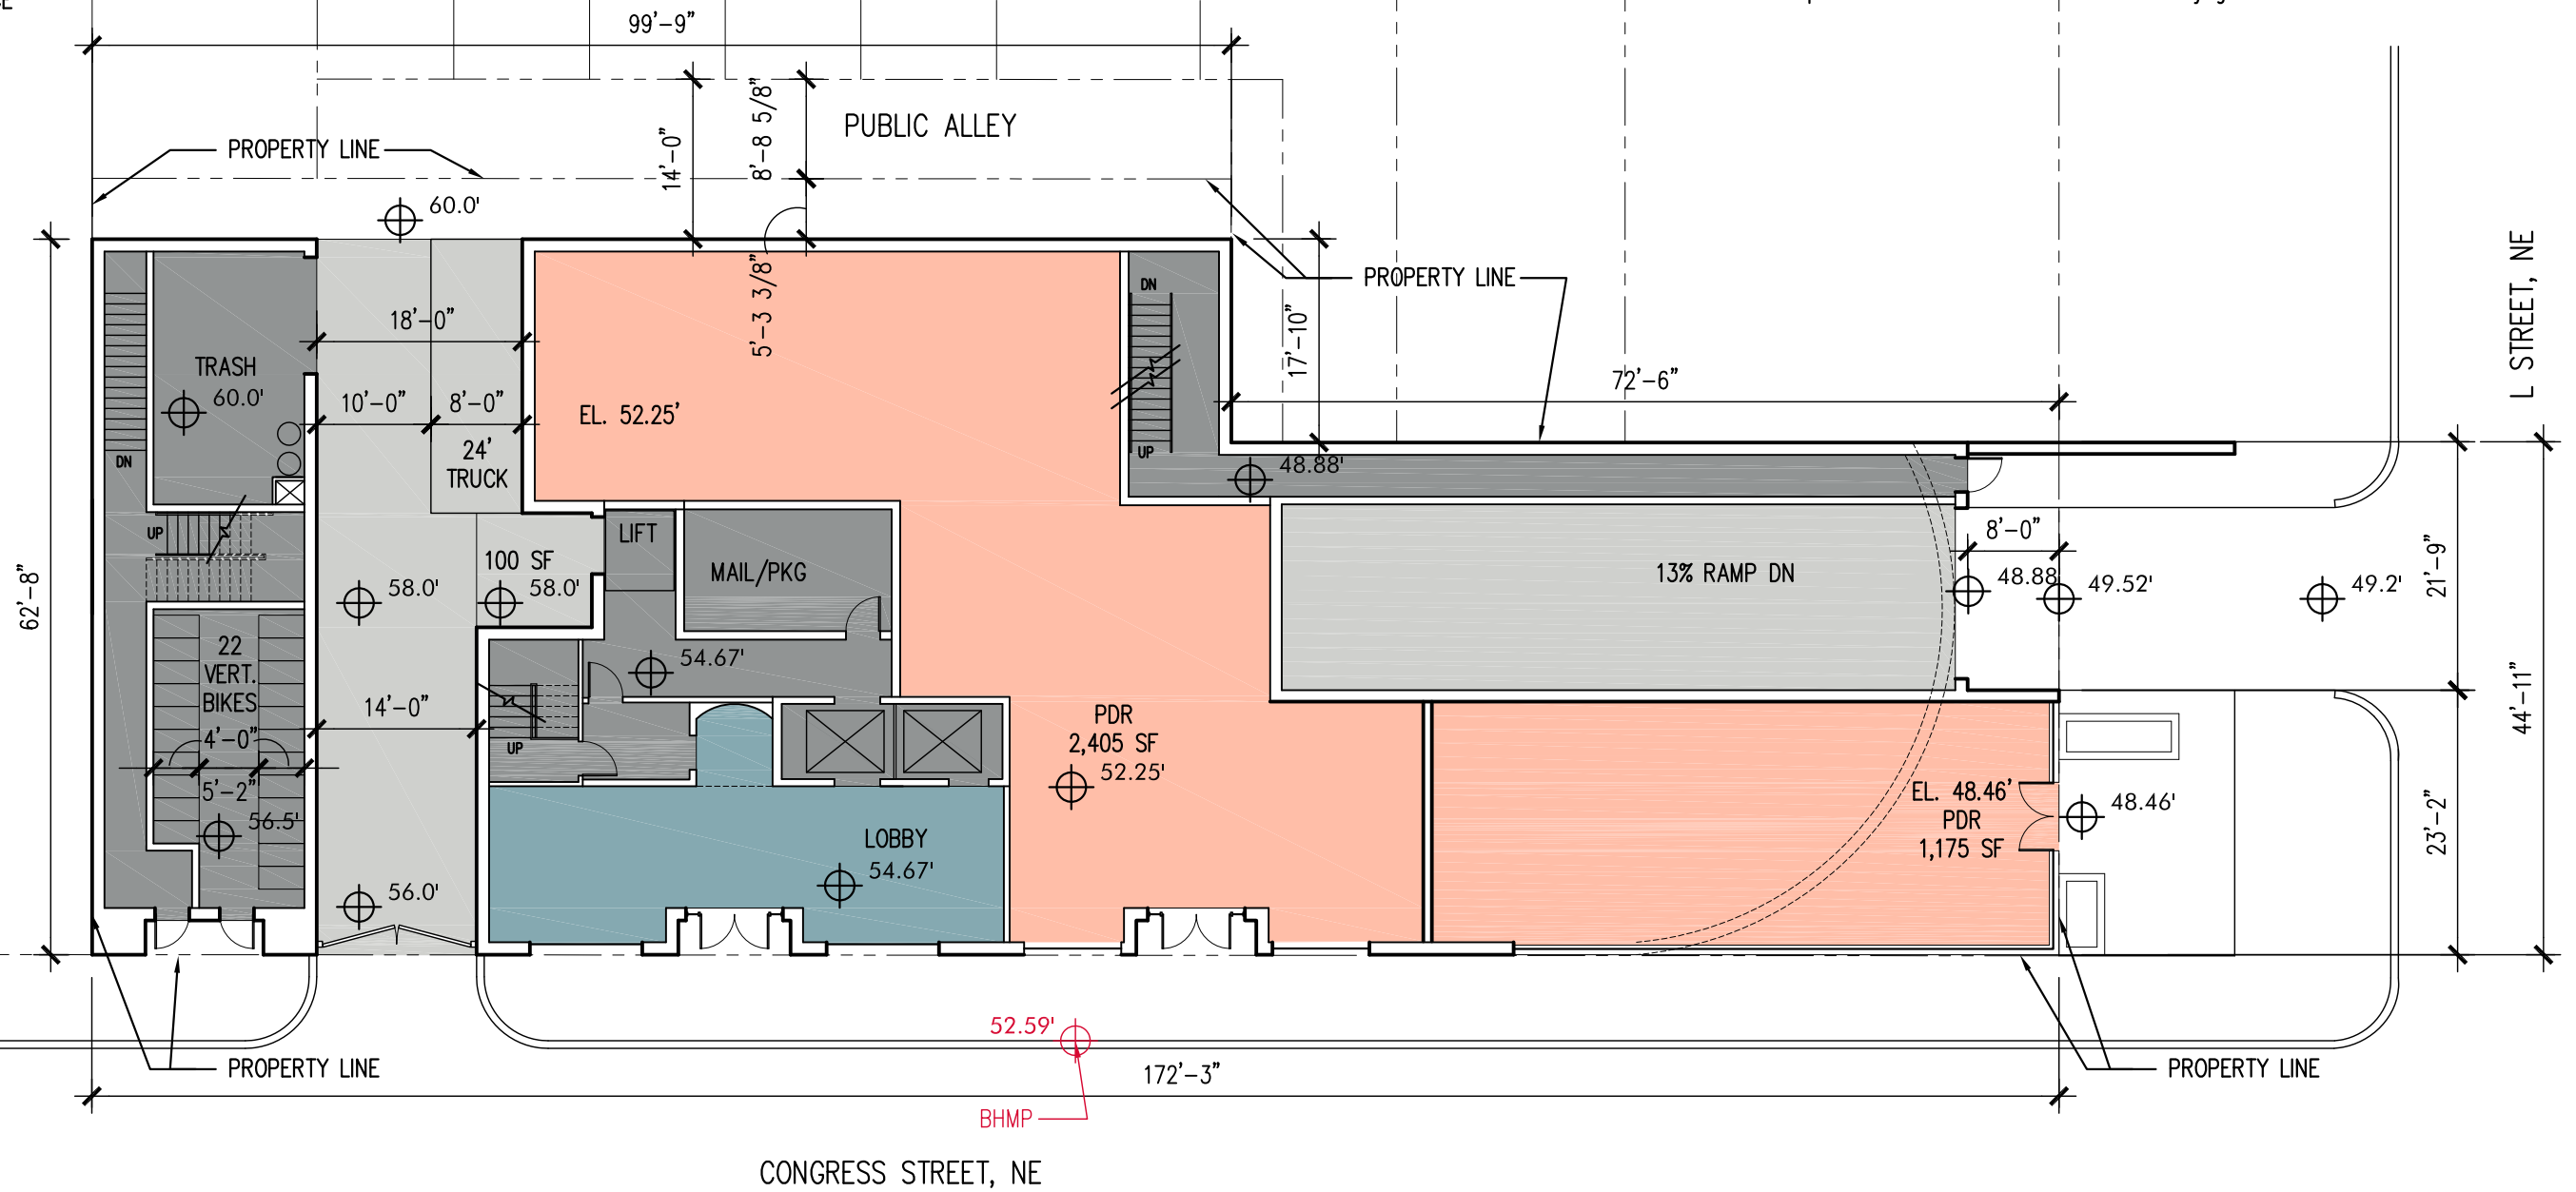 99'-9"
PUBLIC ALLEY
14'-0"
8'-8 5/8"
PROPERTY LINE
60.0'
5'-3 3/8"
PROPERTY LINE
17'-10"
L STREET, NE
18'-0"
TRASH
60.0'
10'-0"
8'-0"
EL. 52.25'
DN
72'-6"
24'
TRUCK
DN
UP
48.88'
UP
LIFT
100 SF
58.0'
58.0'
MAIL/PKG
13% RAMP DN
8'-0"
48.88
49.52'
49.2'
21'-9"
62'-8"
44'-11"
22
VERT.
BIKES
54.67'
14'-0"
4'-0"
UP
PDR
2,405 SF
52.25'
5'-2"
56.5'
LOBBY
54.67'
EL. 48.46'
PDR
1,175 SF
48.46'
23'-2"
56.0'
52.59'
PROPERTY LINE
172'-3"
PROPERTY LINE
BHMP
CONGRESS STREET, NE